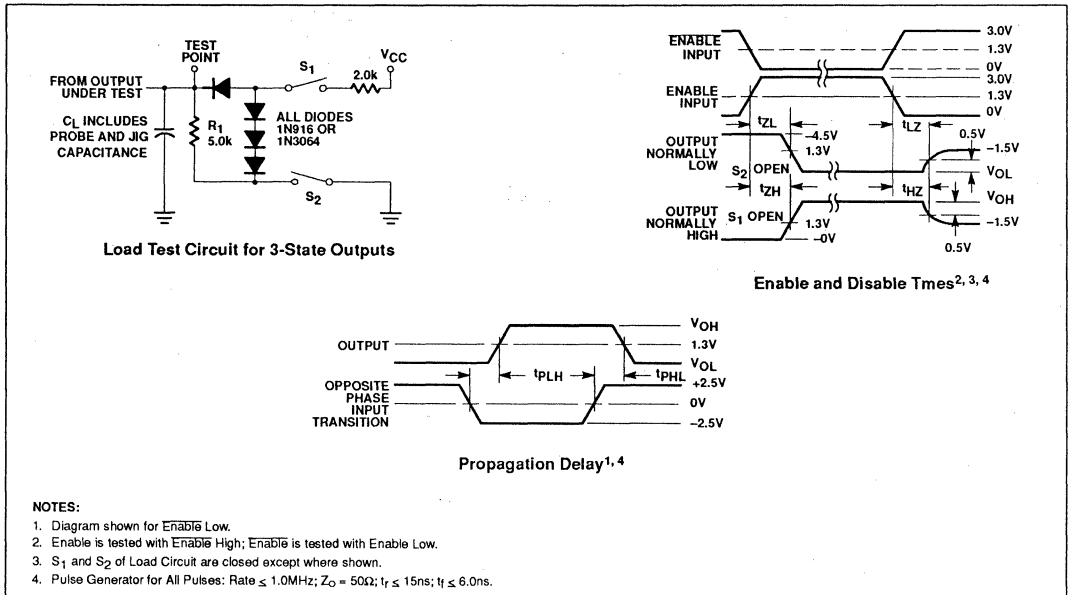 TEST
POINT
FROM OUTPUT
UNDER TEST
S1
2.0k
VCC
CL INCLUDES
PROBE AND JIG
CAPACITANCE
R1
5.0k
ALL DIODES
1N916 OR
1N3064
S2
Load Test Circuit for 3-State Outputs
ENABLE
INPUT
3.0V
1.3V
0V
ENABLE
INPUT
3.0V
1.3V
0V
tZL
tLZ
OUTPUT
NORMALLY
LOW
~4.5V
1.3V
S2 OPEN
0.5V
~1.5V
VOL
tZH
tHZ
OUTPUT
NORMALLY
HIGH
S1 OPEN
1.3V
~0V
VOH
~1.5V
0.5V
Enable and Disable Tmes2, 3, 4
OUTPUT
VOH
1.3V
VOL
tPLH
tPHL
OPPOSITE
PHASE
INPUT
TRANSITION
+2.5V
0V
–2.5V
Propagation Delay1, 4
NOTES:
1. Diagram shown for Enable Low.
2. Enable is tested with Enable High; Enable is tested with Enable Low.
3. S1 and S2 of Load Circuit are closed except where shown.
4. Pulse Generator for All Pulses: Rate ≤ 1.0MHz; ZO = 50Ω; tr ≤ 15ns; tf ≤ 6.0ns.